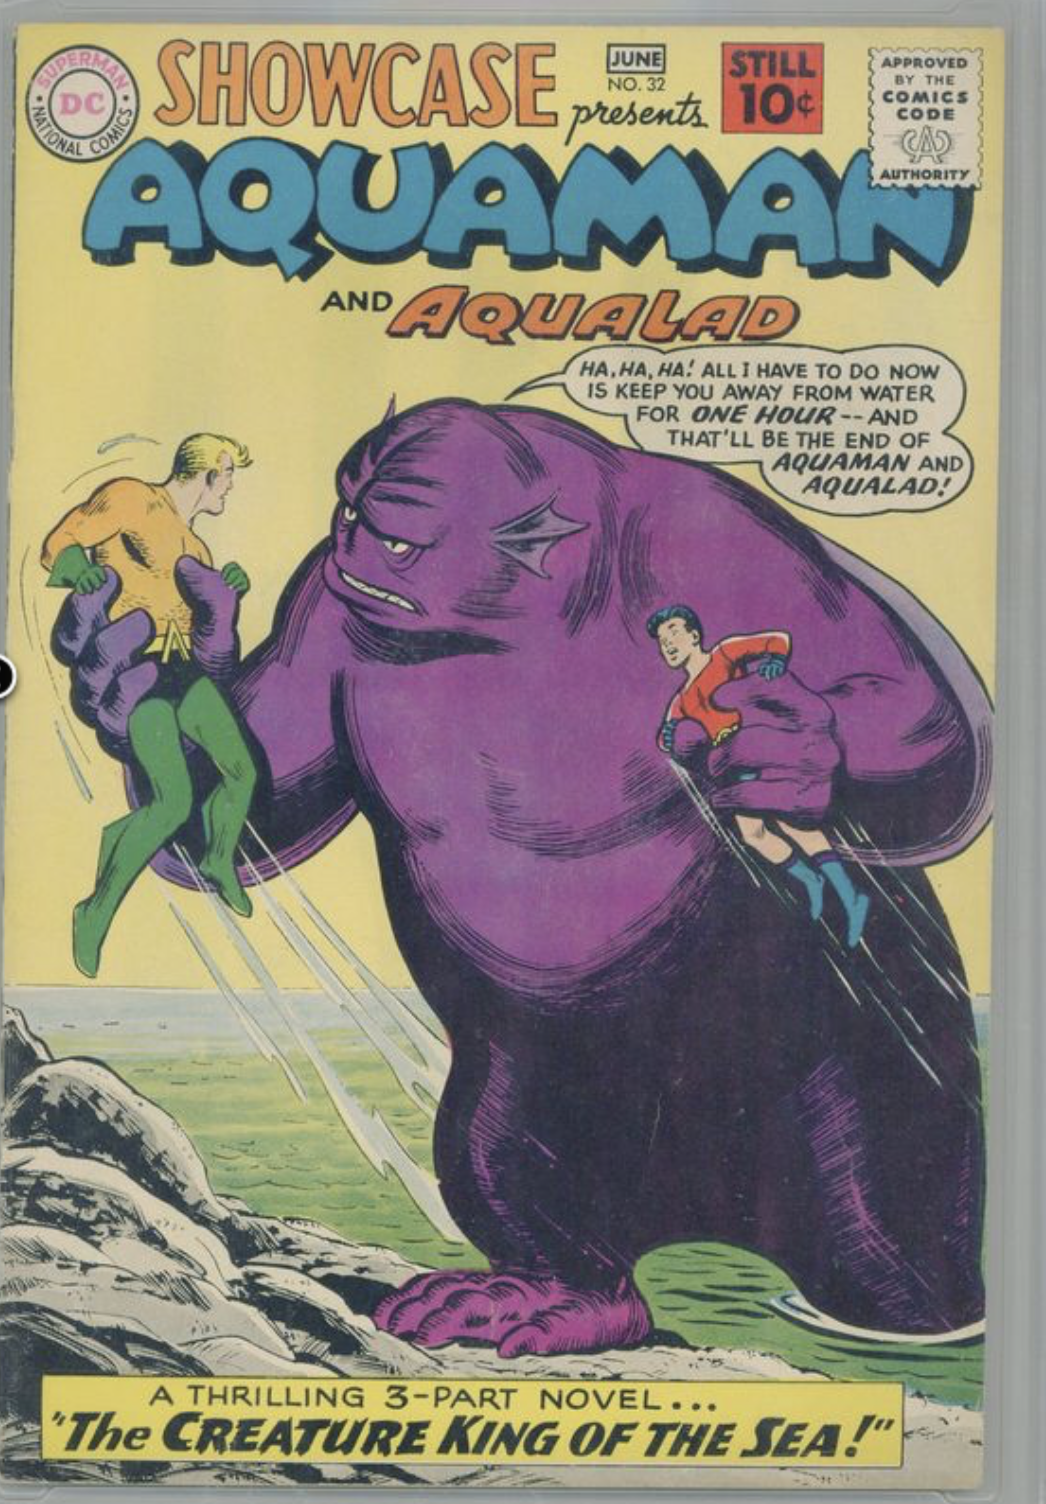 SUPERMAN
DC
NATIONAL COMICS
SHOWCASE
presents
JUNE
NO. 32
STILL
10¢
APPROVED
BY THE
COMICS
CODE
CA
AUTHORITY
AQUAMAN
AND AQUALAD
HA, HA, HA! ALL I HAVE TO DO NOW
IS KEEP YOU AWAY FROM WATER
FOR ONE HOUR -- AND
THAT'LL BE THE END OF
AQUAMAN AND
AQUALAD!
A THRILLING 3-PART NOVEL...
"The CREATURE KING OF THE SEA!"